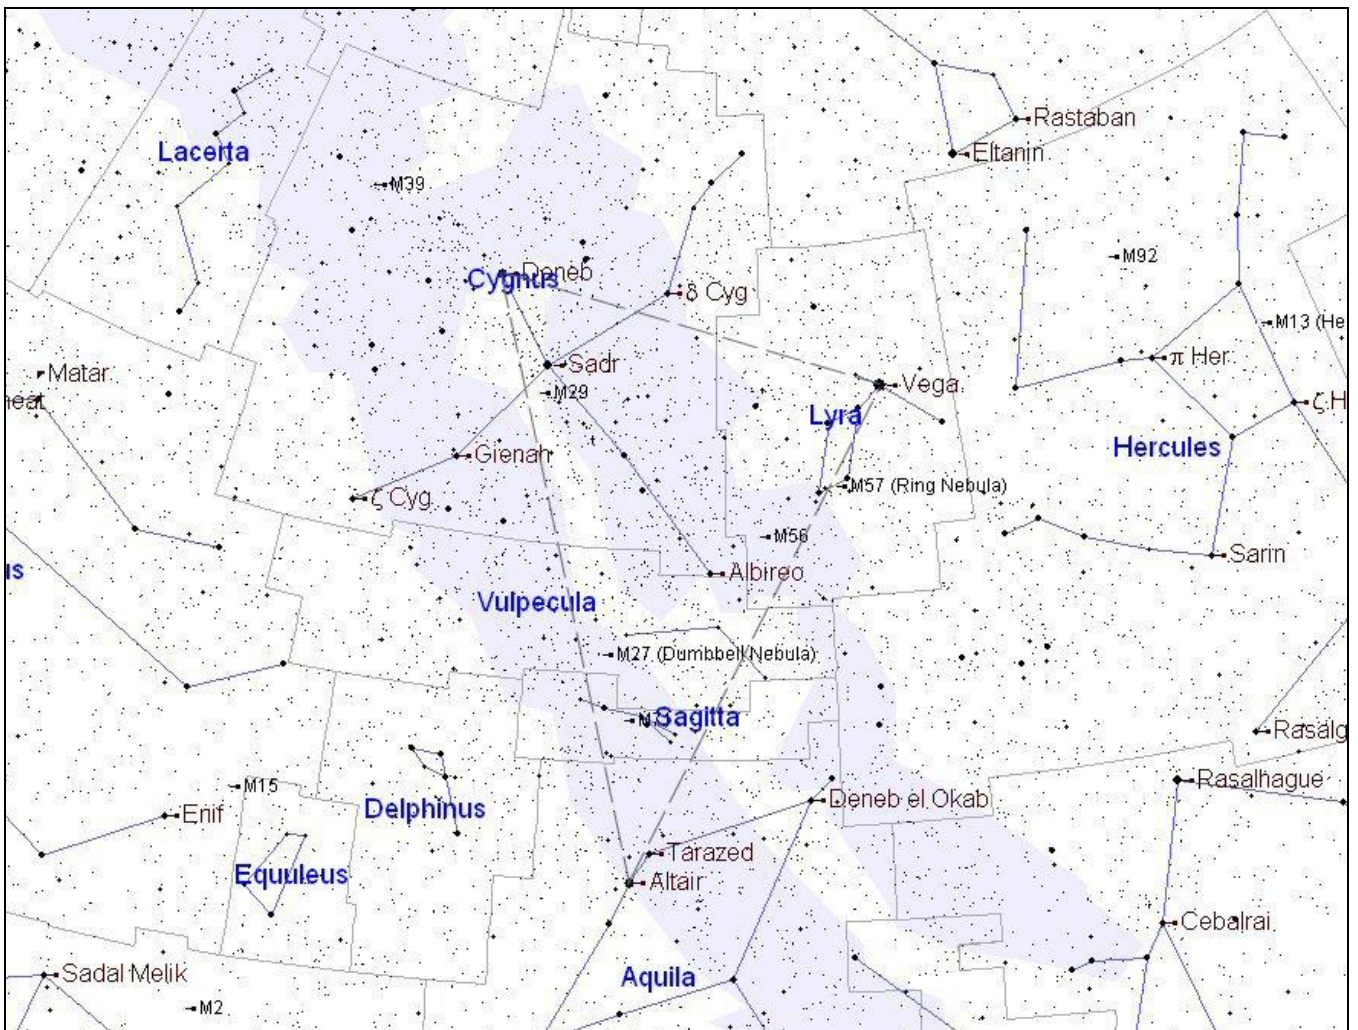 Rastaban
Eltanin
Lacerta
M39
M92
Deneb
Cygnus
δ Cyg
M13 (He
Sadr
π Her
Matar
neat
M29
Vega
ζ H
Lyra
Hercules
Gienah
M57 (Ring Nebula)
ζ Cyg
M56
Sarin
us
Albireo
Vulpecula
M27 (Dumbbell Nebula)
Sagitta
Rasalg
Rasalhague
M15
Deneb el Okab
Enif
Delphinus
Tarazed
Equuleus
Altair
Cebalrai
Sadal Melik
Aquila
M2